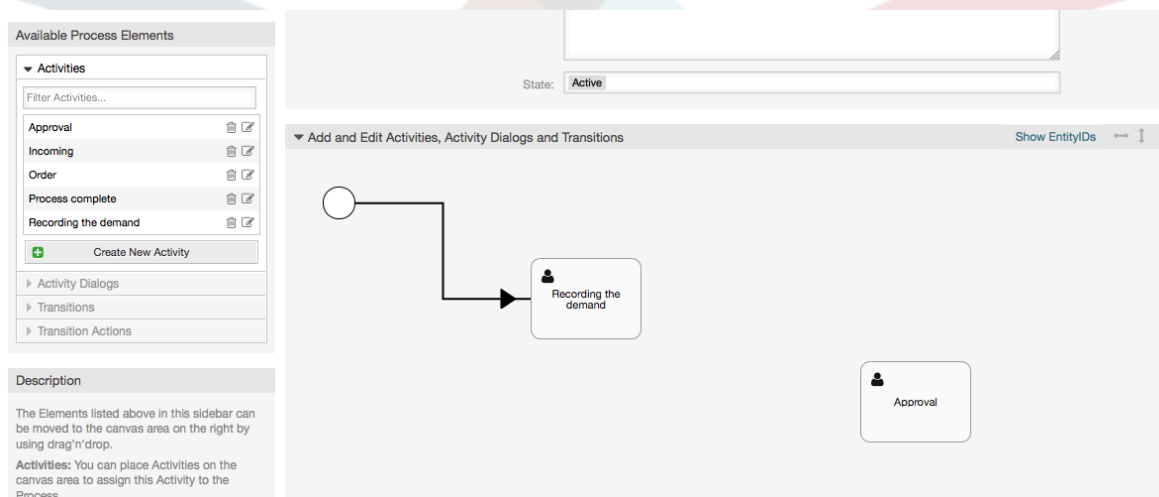 Available Process Elements
Activities
Filter Activities...
Approval
Incoming
Order
Process complete
Recording the demand
Create New Activity
Activity Dialogs
Transitions
Transition Actions
Description
The Elements listed above in this sidebar can
be moved to the canvas area on the right by
using drag'n'drop.
Activities: You can place Activities on the
canvas area to assign this Activity to the
Process.
State: Active
Add and Edit Activities, Activity Dialogs and Transitions Show EntityIDs
Recording the
demand
Approval